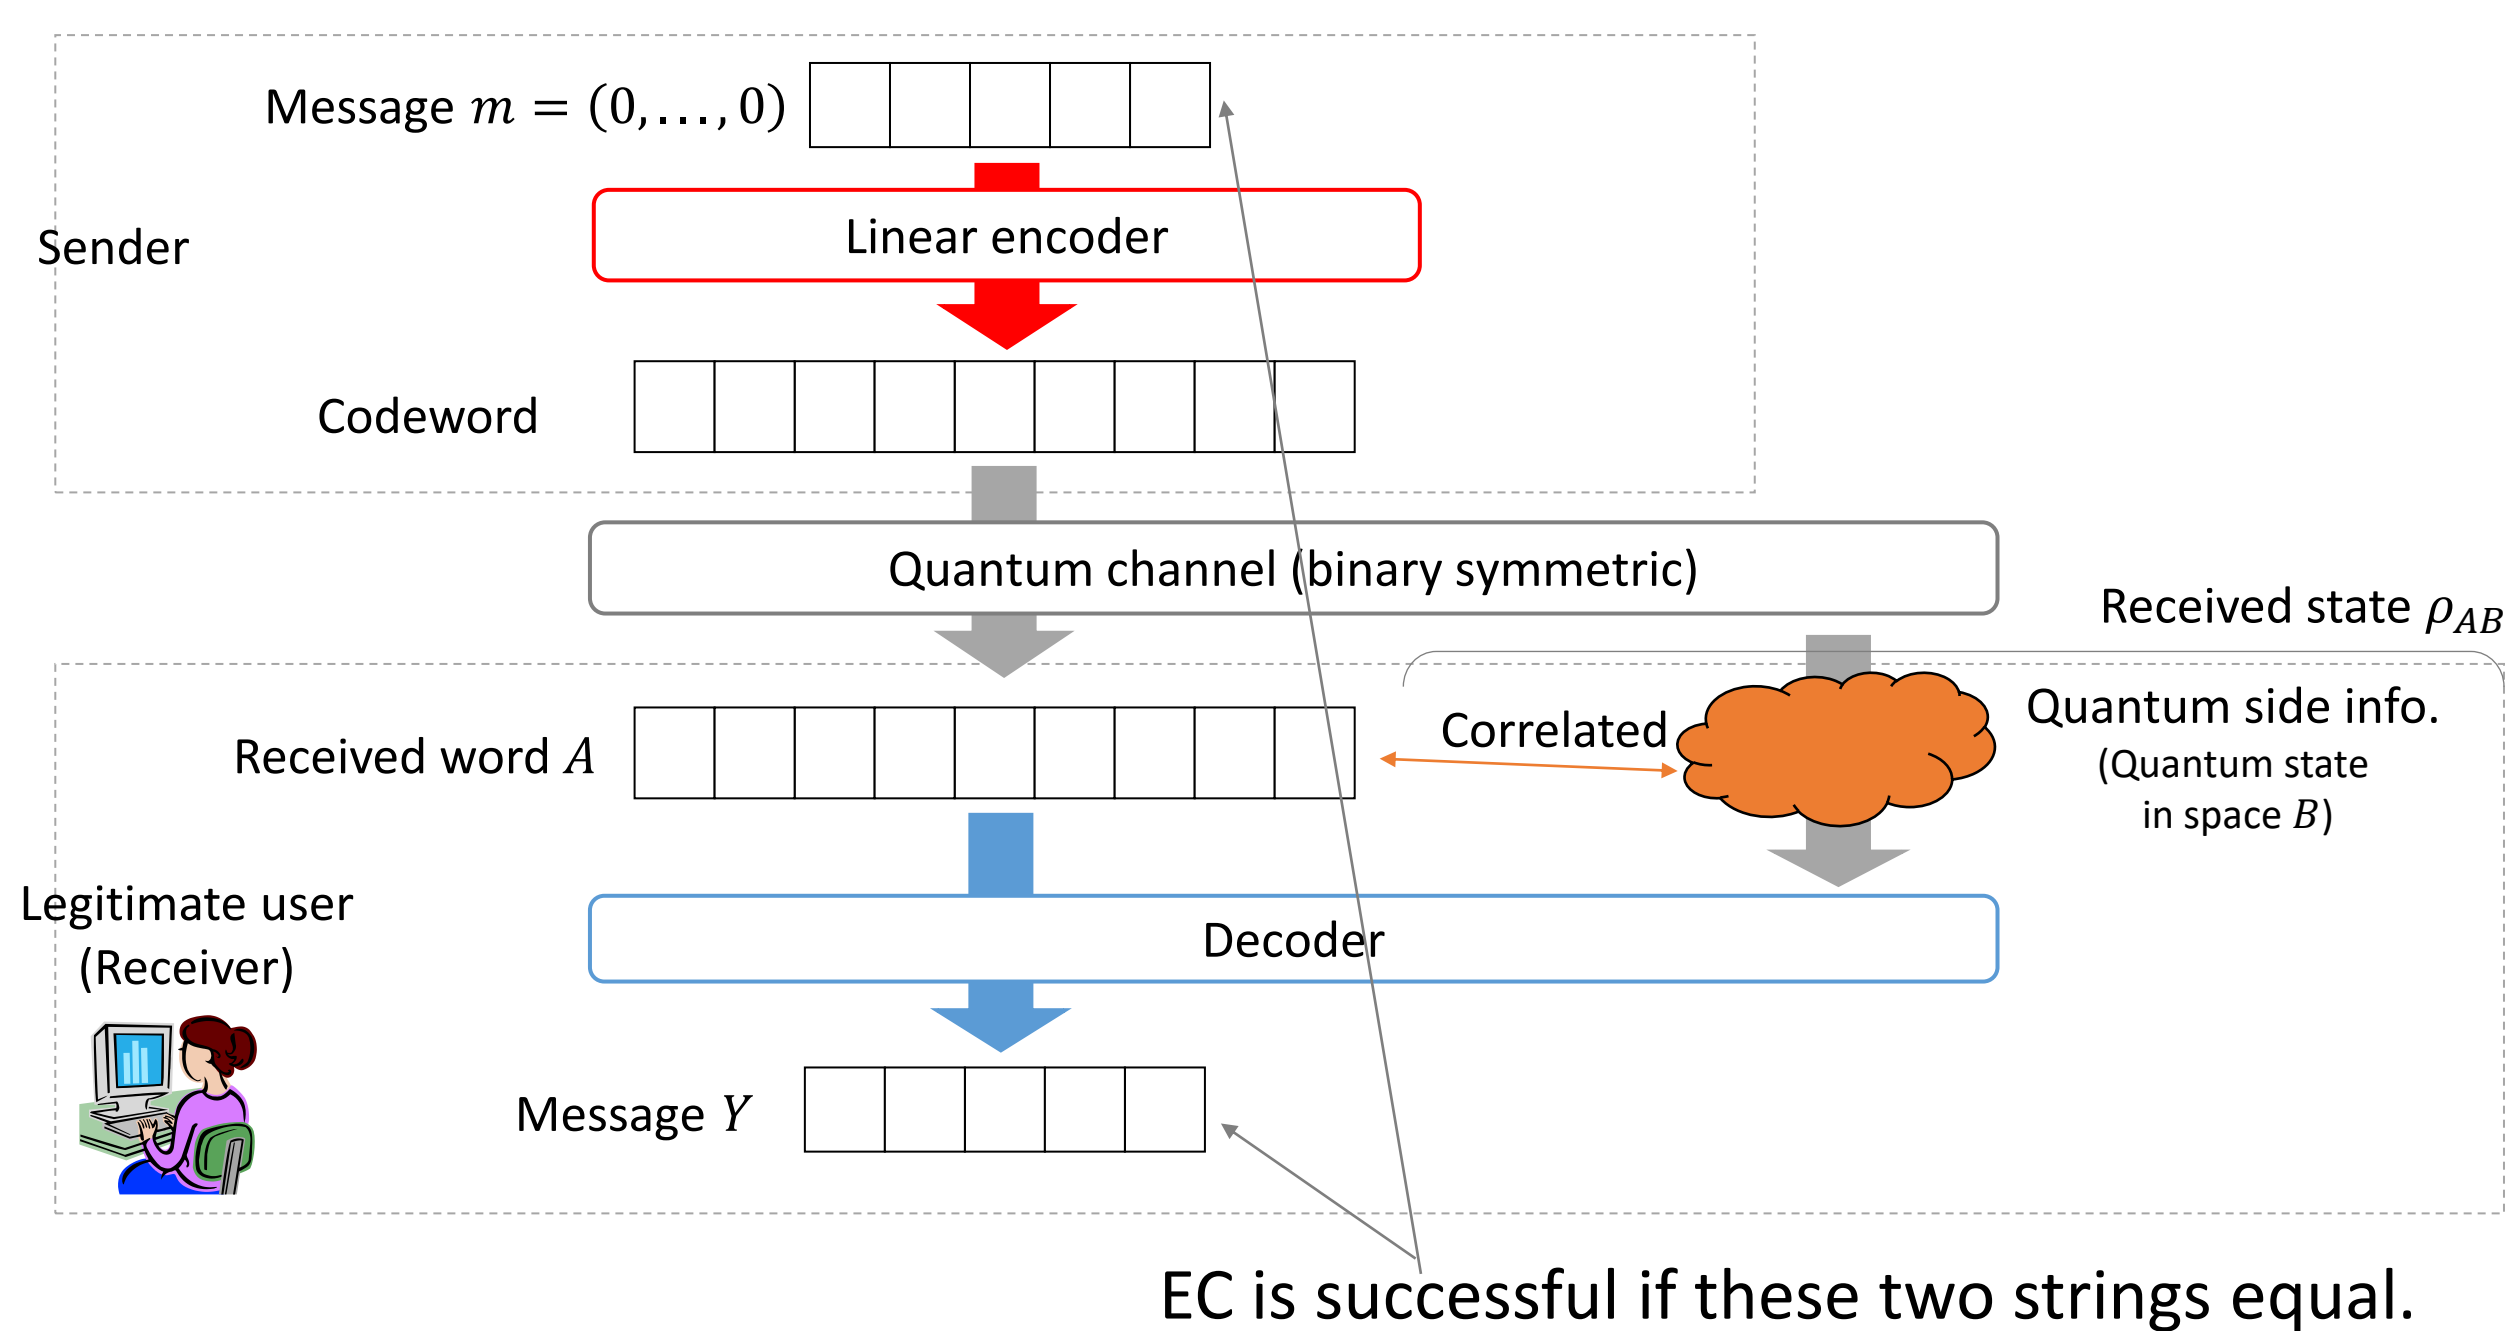 Message m = (0,...,0)
Linear encoder
Sender
Codeword
Quantum channel (binary symmetric)
Received state ρ_AB
Quantum side info.
Correlated
Received word A
(Quantum state
in space B)
Legitimate user
(Receiver)
Decoder
Message Y
EC is successful if these two strings equal.